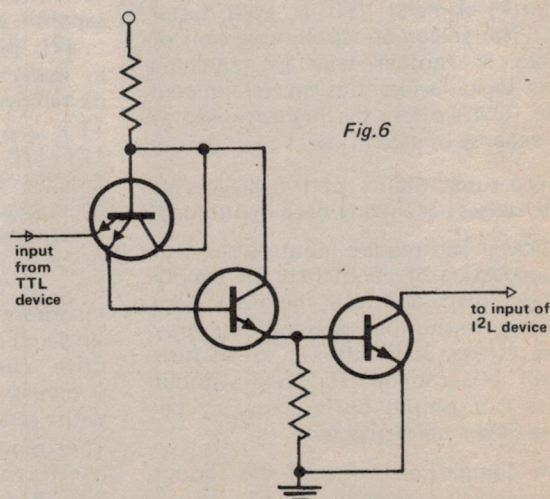 Fig.6
input
from
TTL
device
to input of
I²L device